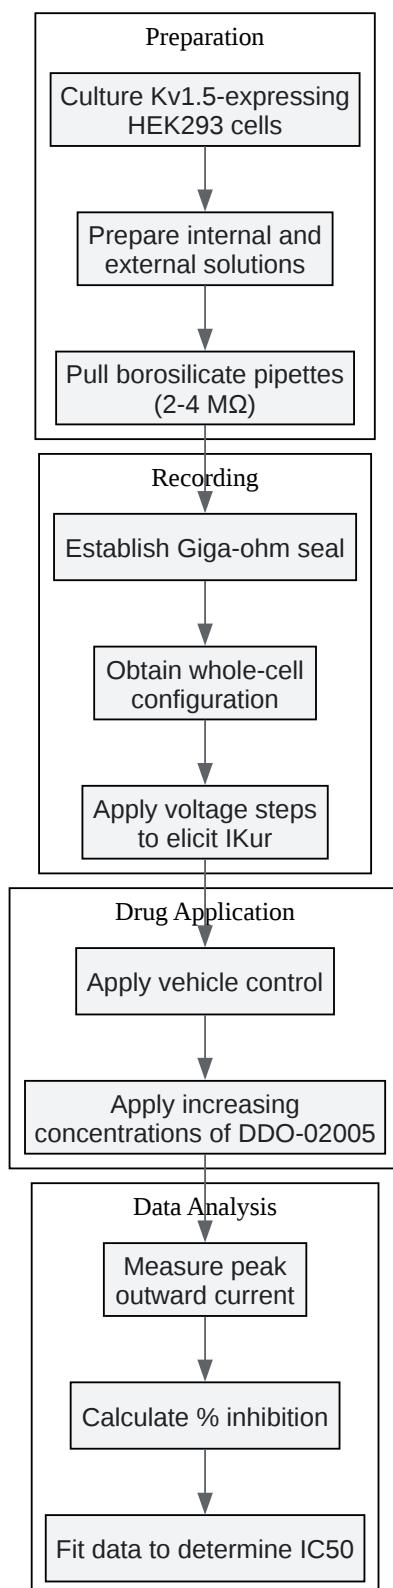 Preparation
Culture Kv1.5-expressing
HEK293 cells
Prepare internal and
external solutions
Pull borosilicate pipettes
(2-4 MΩ)
Recording
Establish Giga-ohm seal
Obtain whole-cell
configuration
Apply voltage steps
to elicit IKur
Drug Application
Apply vehicle control
Apply increasing
concentrations of DDO-02005
Data Analysis
Measure peak
outward current
Calculate % inhibition
Fit data to determine IC50